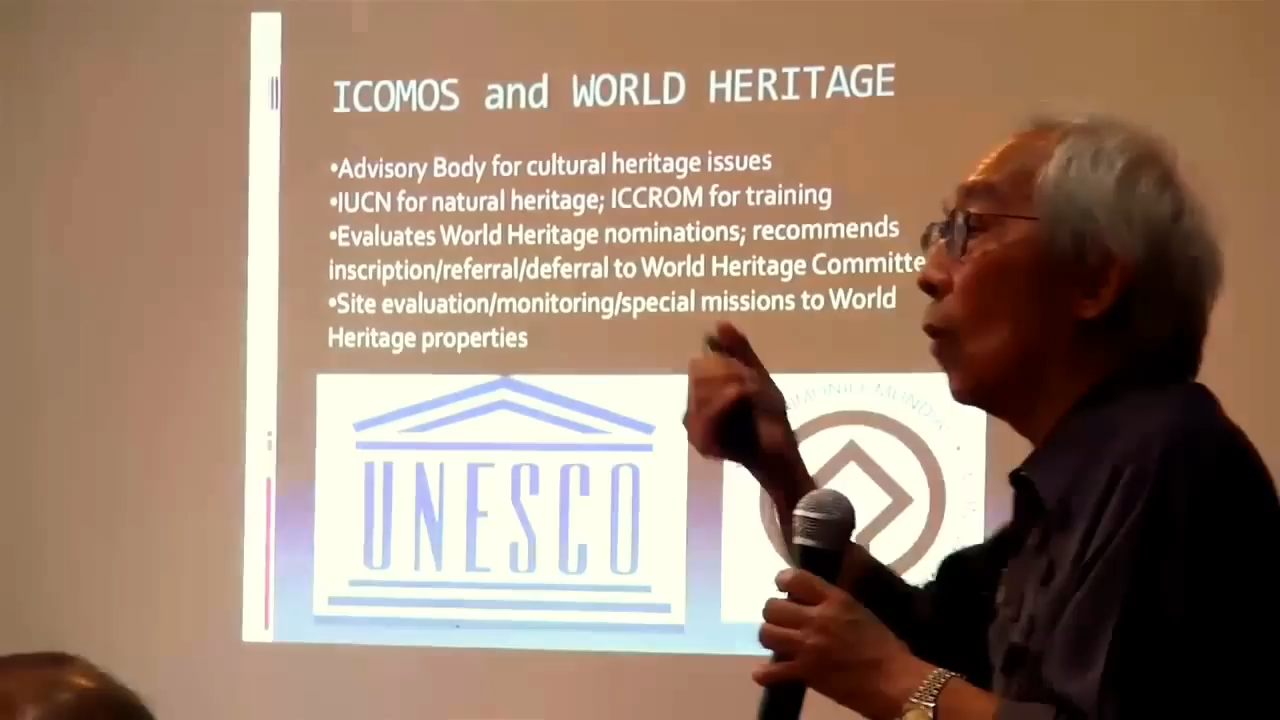 ICOMOS and WORLD HERITAGE
•Advisory Body for cultural heritage issues
•IUCN for natural heritage; ICCROM for training
•Evaluates World Heritage nominations; recommends
inscription/referral/deferral to World Heritage Committe
•Site evaluation/monitoring/special missions to World
Heritage properties
UNESCO